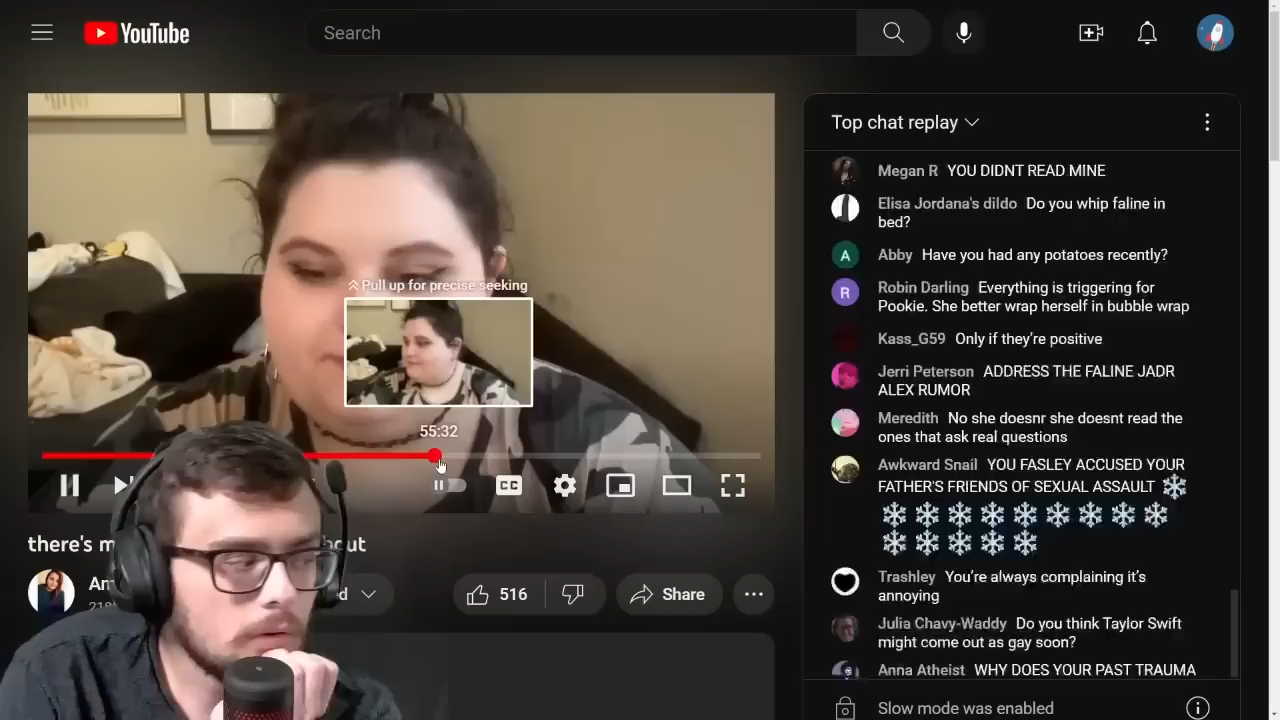 YouTube
Search
Top chat replay
Megan R YOU DIDNT READ MINE
Elisa Jordana's dildo Do you whip faline in
bed?
A Abby Have you had any potatoes recently?
R Robin Darling Everything is triggering for
Pookie. She better wrap herself in bubble wrap
Kass_G59 Only if they're positive
Jerri Peterson ADDRESS THE FALINE JADR
ALEX RUMOR
Meredith No she doesnr she doesnt read the
ones that ask real questions
Awkward Snail YOU FASLEY ACCUSED YOUR
FATHER'S FRIENDS OF SEXUAL ASSAULT
Trashley You're always complaining it's
annoying
Julia Chavy-Waddy Do you think Taylor Swift
might come out as gay soon?
Anna Atheist WHY DOES YOUR PAST TRAUMA
Slow mode was enabled
Pull up for precise seeking
55:32
CC
there's
516
Share